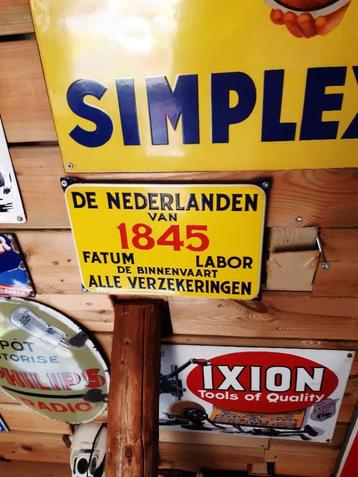 SIMPLEX
DE NEDERLANDEN
VAN
1845
FATUM LABOR
DE BINNENVAART
ALLE VERZEKERINGEN
PHILIPS
RADIO
IXION
Tools of Quality